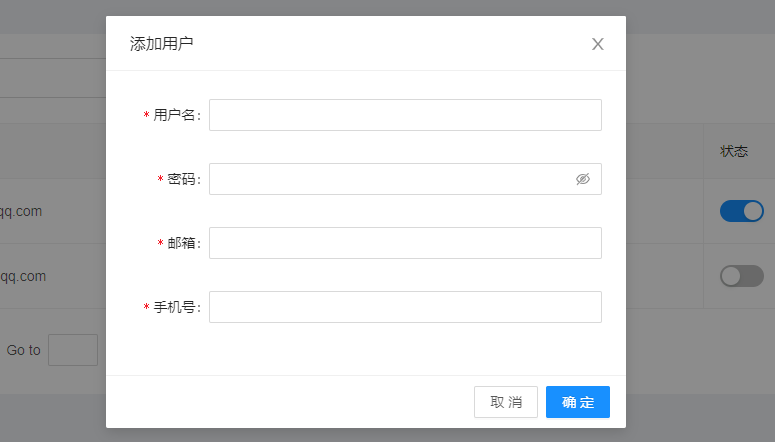 添加用户
* 用户名:
状态
* 密码:
qq.com
* 邮箱:
qq.com
* 手机号:
Go to
取 消
确 定